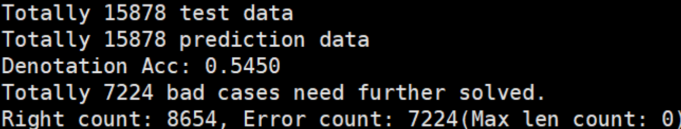 Totally 15878 test data
Totally 15878 prediction data
Denotation Acc: 0.5450
Totally 7224 bad cases need further solved.
Right count: 8654, Error count: 7224(Max len count: 0)